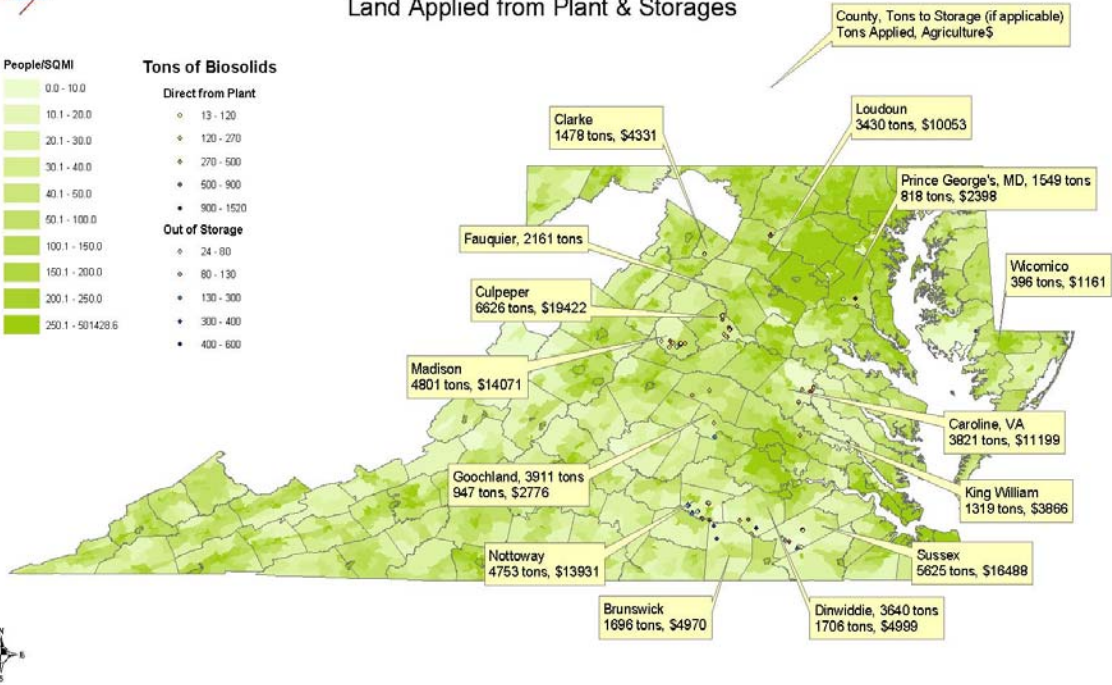 Land Applied from Plant & Storages
County, Tons to Storage (if applicable)
Tons Applied, Agriculture$
People/SQMI
0.0 - 10.0
10.1 - 20.0
20.1 - 30.0
30.1 - 40.0
40.1 - 50.0
50.1 - 100.0
100.1 - 150.0
150.1 - 200.0
200.1 - 250.0
250.1 - 501428.6
Tons of Biosolids
Direct from Plant
13 - 120
120 - 270
270 - 500
500 - 900
900 - 1520
Out of Storage
24 - 80
80 - 130
130 - 300
300 - 400
400 - 600
Clarke
1478 tons, $4331
Loudoun
3430 tons, $10053
Prince George's, MD, 1549 tons
818 tons, $2398
Fauquier, 2161 tons
Wicomico
396 tons, $1161
Culpeper
6626 tons, $19422
Madison
4801 tons, $14071
Caroline, VA
3821 tons, $11199
Goochland, 3911 tons
947 tons, $2776
King William
1319 tons, $3866
Nottoway
4753 tons, $13931
Sussex
5625 tons, $16488
Brunswick
1696 tons, $4970
Dinwiddie, 3640 tons
1706 tons, $4999
N
E
S